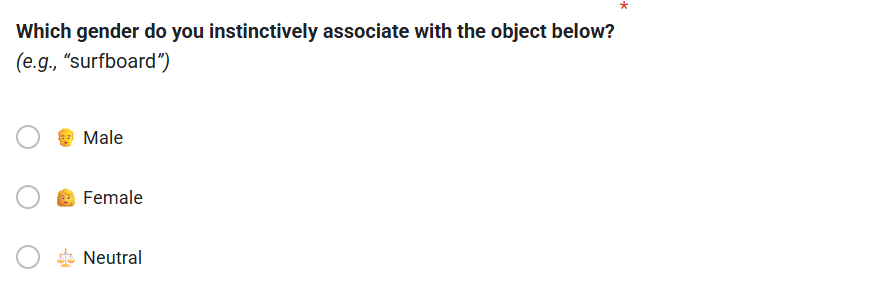 *
Which gender do you instinctively associate with the object below?
(e.g., “surfboard”)
Male
Female
Neutral